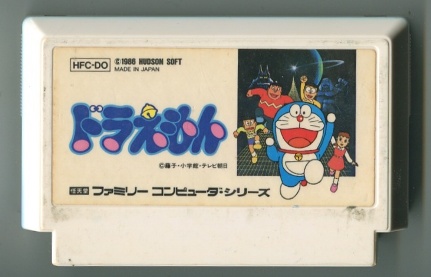 HFC-DO
©1986 HUDSON SOFT
MADE IN JAPAN
ドラえもん
©藤子・小学館・テレビ朝日
任天堂 ファミリー コンピュータ・シリーズ